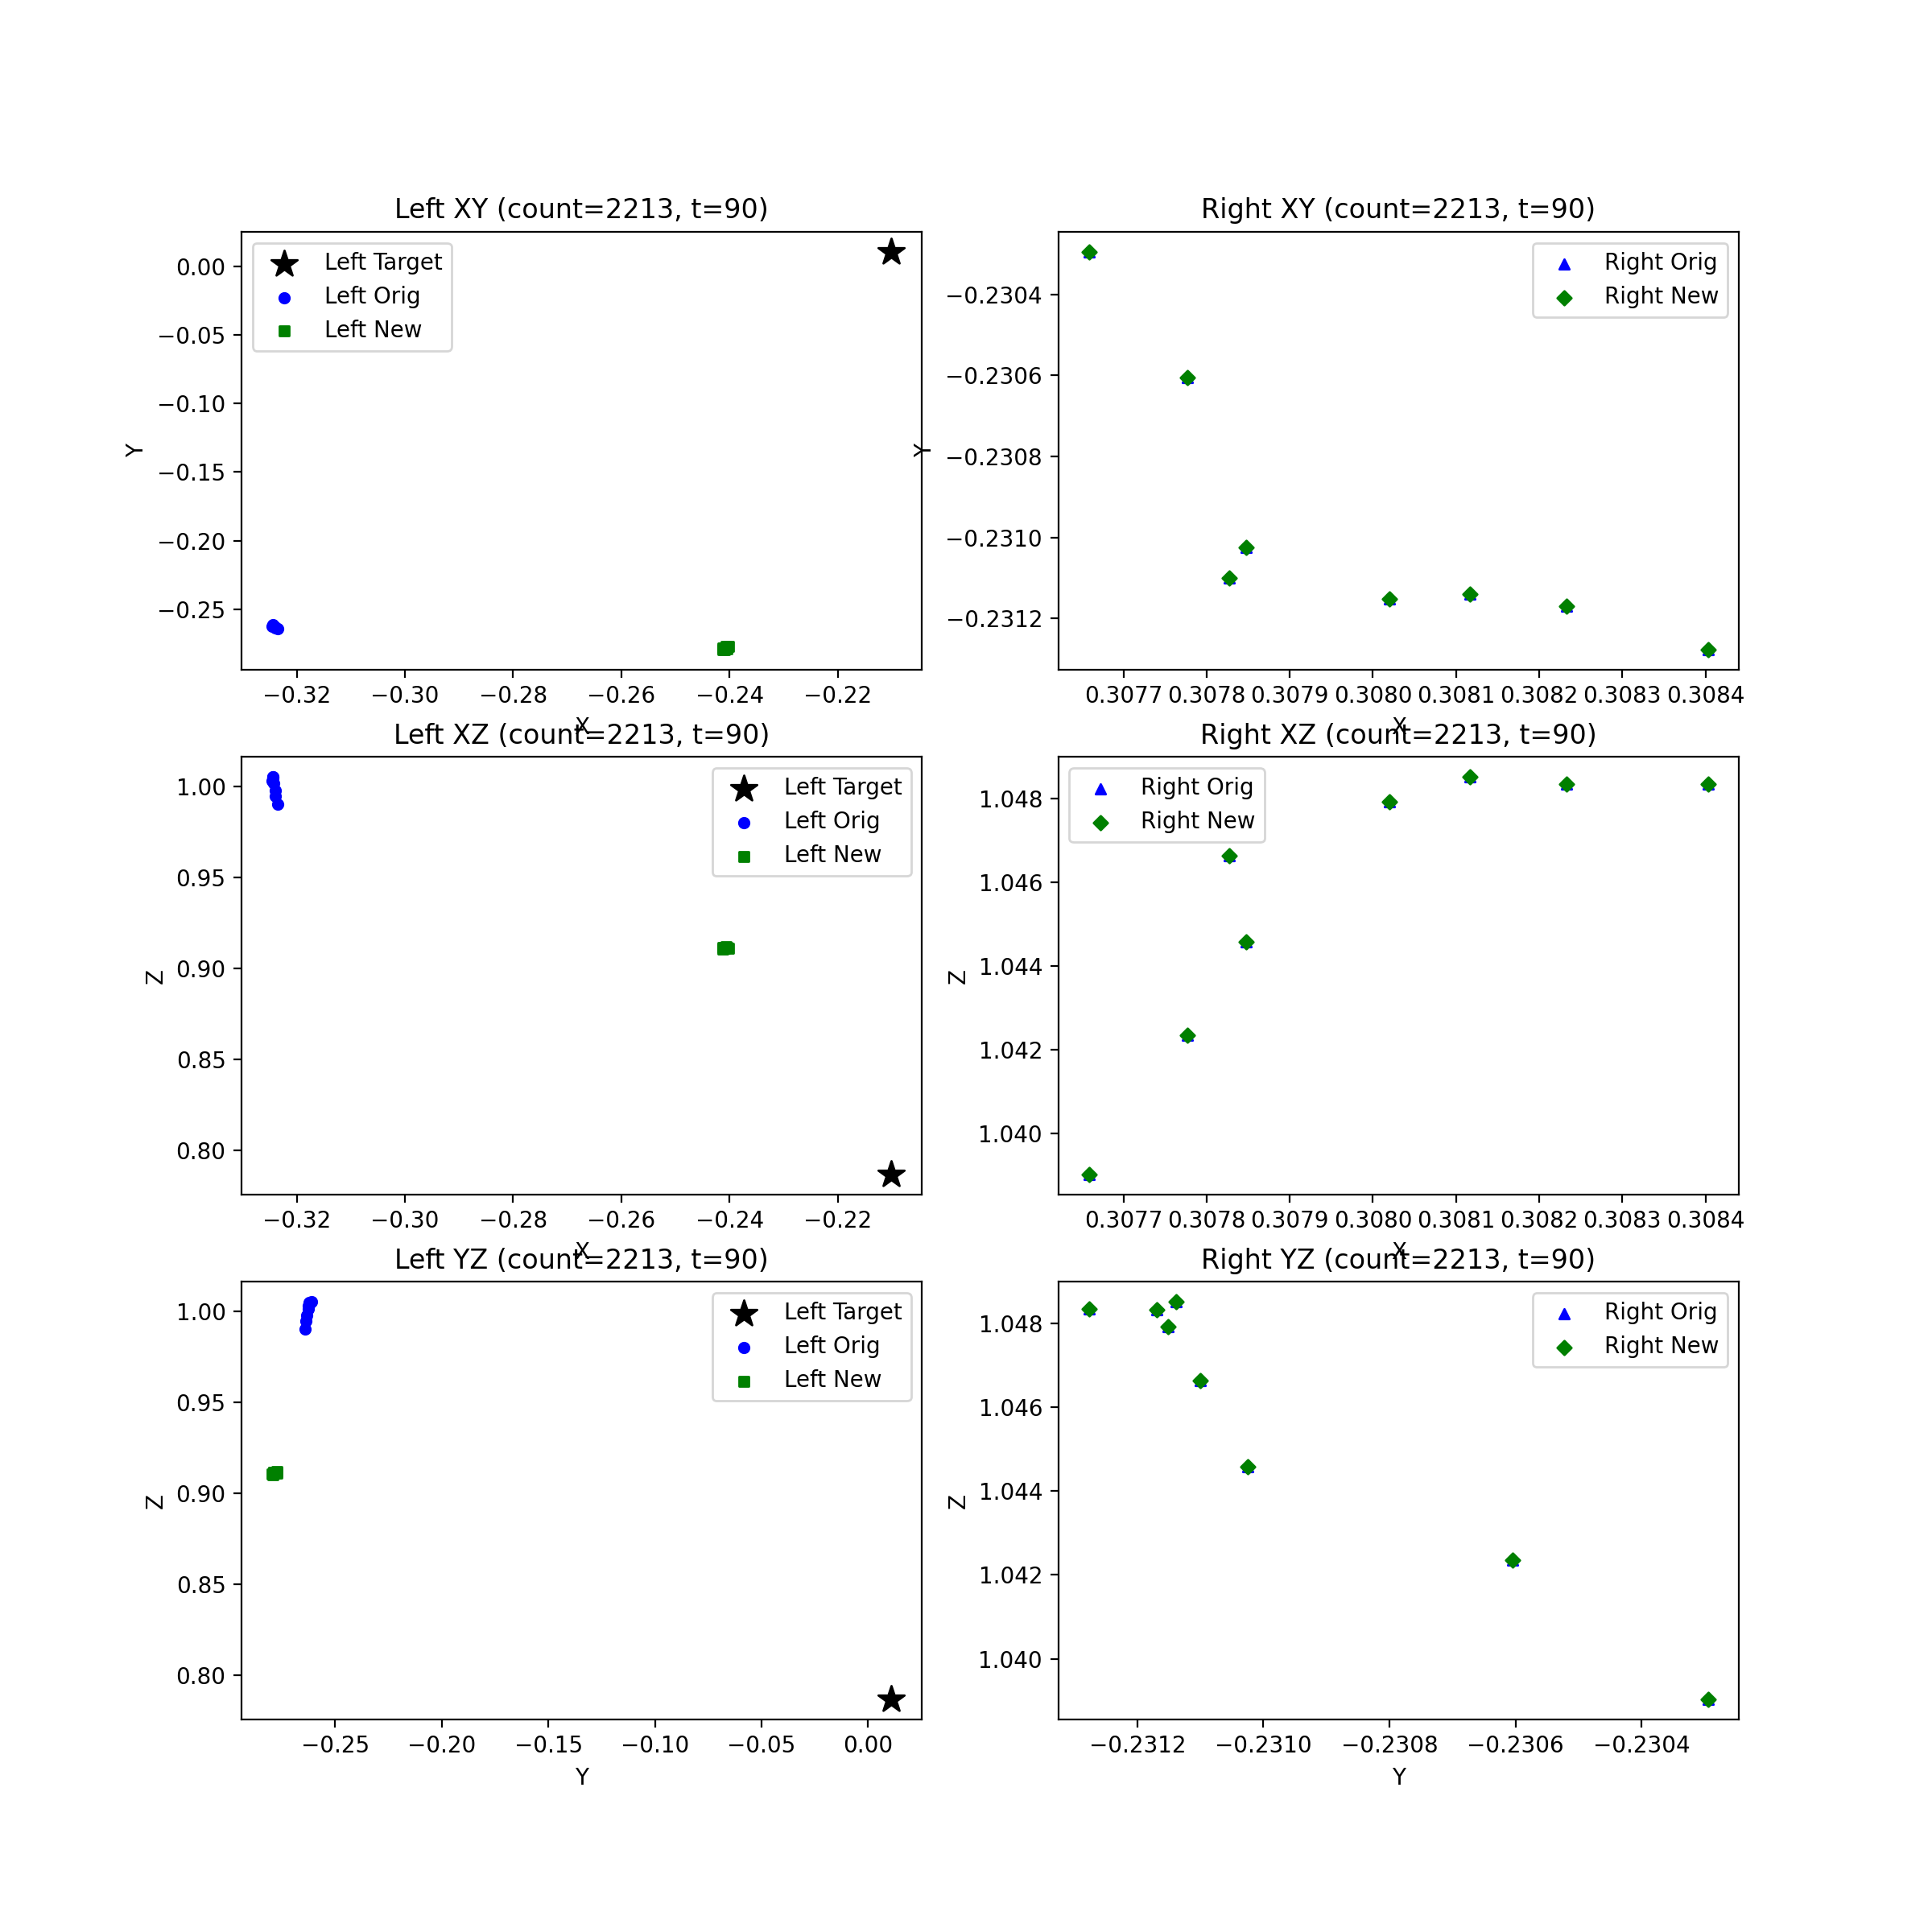 Left XY (count=2213, t=90)
Left Target
Left Orig
Left New
0.00
−0.05
−0.10
−0.15
−0.20
−0.25
Y
−0.32
−0.30
−0.28
−0.26
−0.24
−0.22
X
Right XY (count=2213, t=90)
Right Orig
Right New
−0.2304
−0.2306
−0.2308
−0.2310
−0.2312
Y
0.3077
0.3078
0.3079
0.3080
0.3081
0.3082
0.3083
0.3084
X
Left XZ (count=2213, t=90)
Left Target
Left Orig
Left New
1.00
0.95
0.90
0.85
0.80
Z
−0.32
−0.30
−0.28
−0.26
−0.24
−0.22
X
Right XZ (count=2213, t=90)
Right Orig
Right New
1.048
1.046
1.044
1.042
1.040
Z
0.3077
0.3078
0.3079
0.3080
0.3081
0.3082
0.3083
0.3084
X
Left YZ (count=2213, t=90)
Left Target
Left Orig
Left New
1.00
0.95
0.90
0.85
0.80
Z
−0.25
−0.20
−0.15
−0.10
−0.05
0.00
Y
Right YZ (count=2213, t=90)
Right Orig
Right New
1.048
1.046
1.044
1.042
1.040
Z
−0.2312
−0.2310
−0.2308
−0.2306
−0.2304
Y